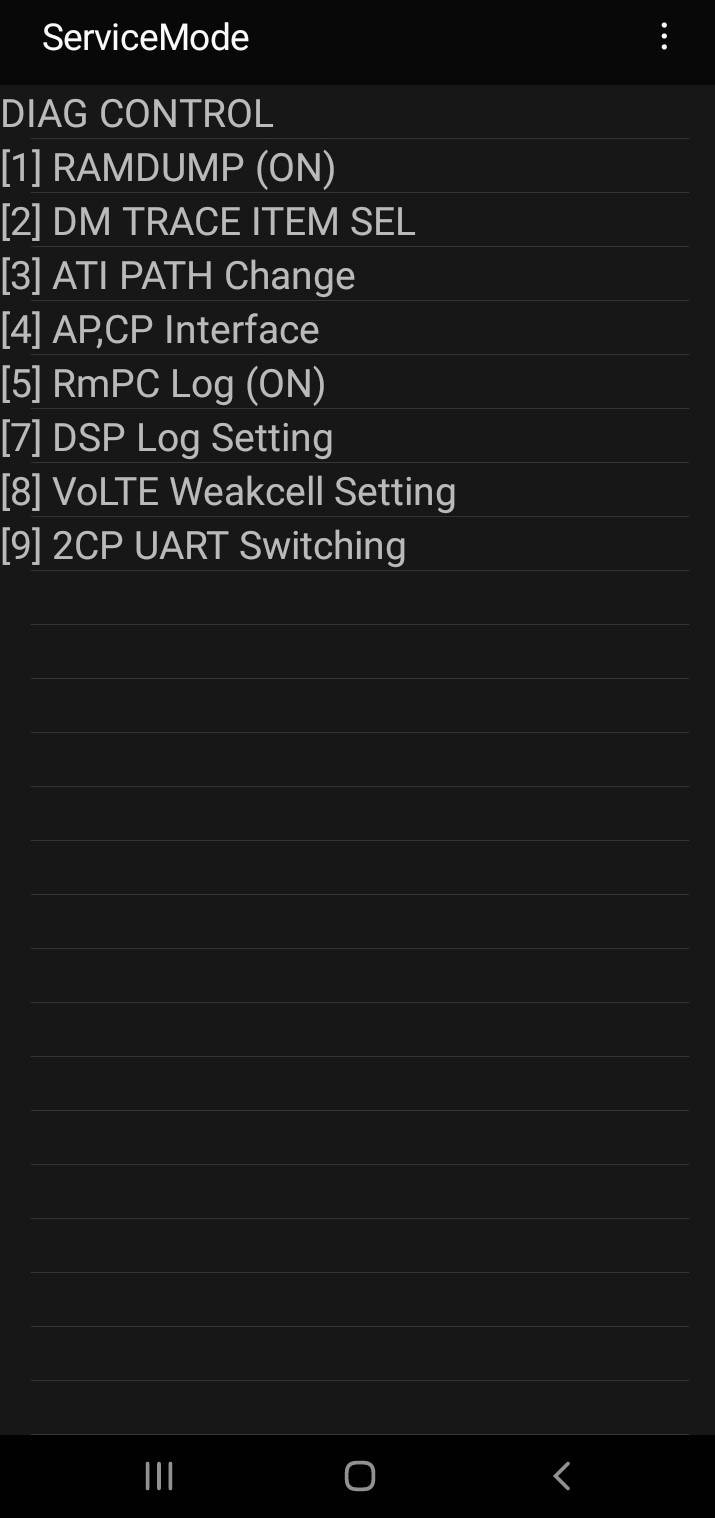 ServiceMode
DIAG CONTROL
[1] RAMDUMP (ON)
[2] DM TRACE ITEM SEL
[3] ATI PATH Change
[4] AP,CP Interface
[5] RmPC Log (ON)
[7] DSP Log Setting
[8] VoLTE Weakcell Setting
[9] 2CP UART Switching